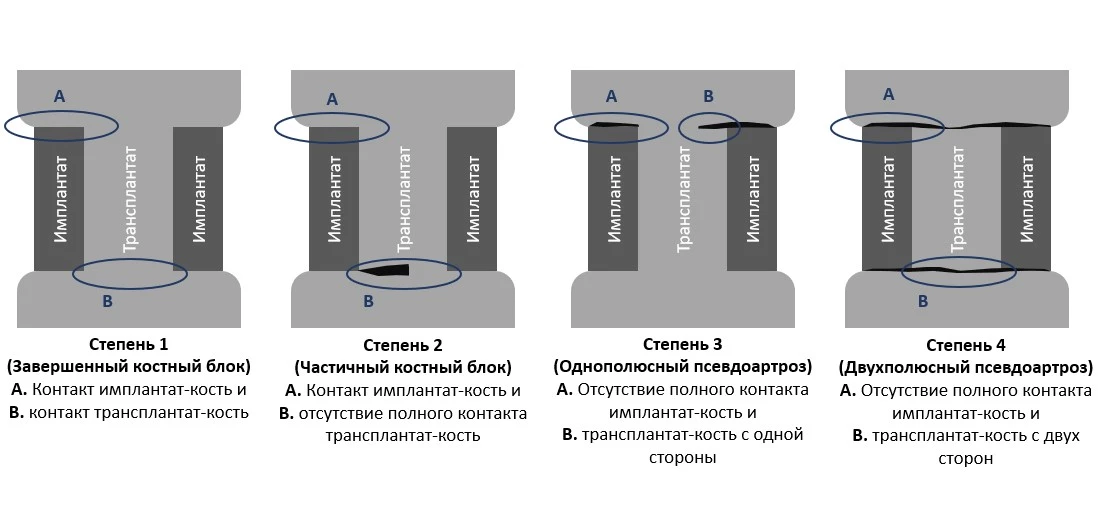 A
Имплантат
Трансплантат
Имплантат
B
Степень 1
(Завершенный костный блок)
A. Контакт имплантат-кость и
B. контакт трансплантат-кость
A
Имплантат
Трансплантат
Имплантат
B
Степень 2
(Частичный костный блок)
A. Контакт имплантат-кость и
B. отсутствие полного контакта
трансплантат-кость
A
B
Имплантат
Трансплантат
Имплантат
Степень 3
(Однополюсный псевдоартроз)
A. Отсутствие полного контакта
имплантат-кость и
B. трансплантат-кость с одной
стороны
A
Имплантат
Трансплантат
Имплантат
B
Степень 4
(Двухполюсный псевдоартроз)
A. Отсутствие полного контакта
имплантат-кость и
B. трансплантат-кость с двух
сторон